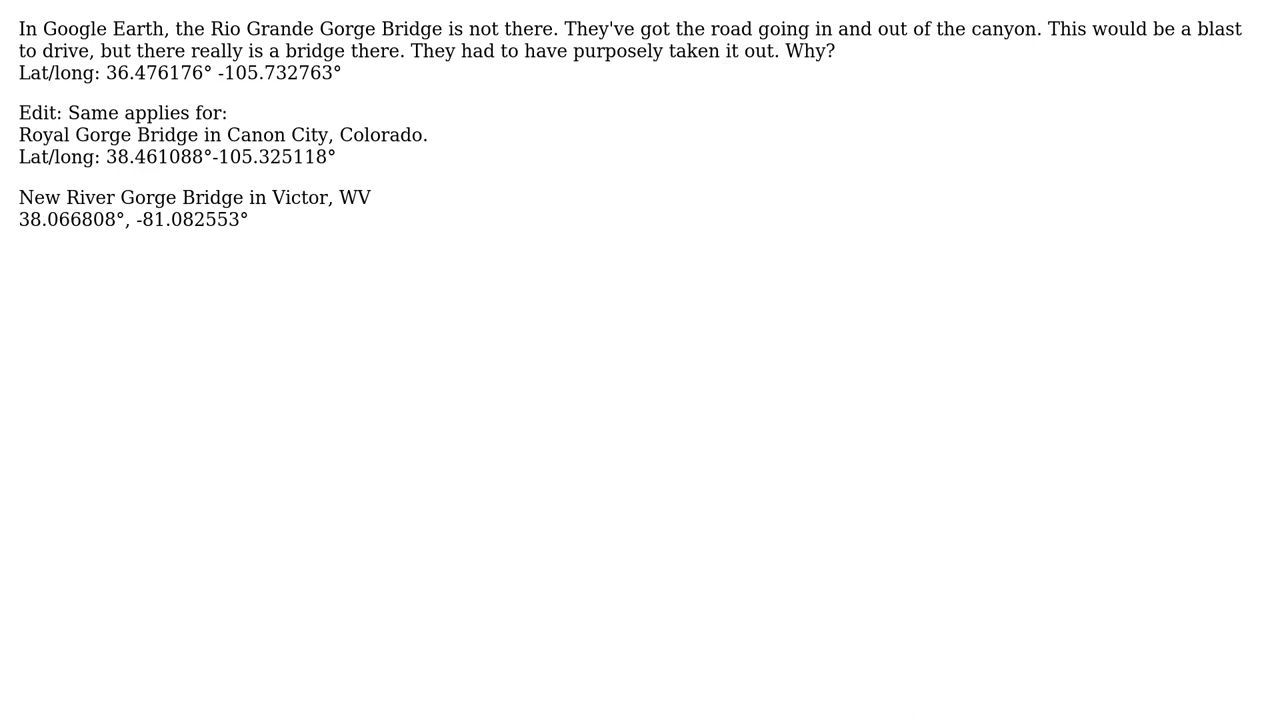 In Google Earth, the Rio Grande Gorge Bridge is not there. They've got the road going in and out of the canyon. This would be a blast
to drive, but there really is a bridge there. They had to have purposely taken it out. Why?
Lat/long: 36.476176° -105.732763°
Edit: Same applies for:
Royal Gorge Bridge in Canon City, Colorado.
Lat/long: 38.461088°-105.325118°
New River Gorge Bridge in Victor, WV
38.066808°, -81.082553°